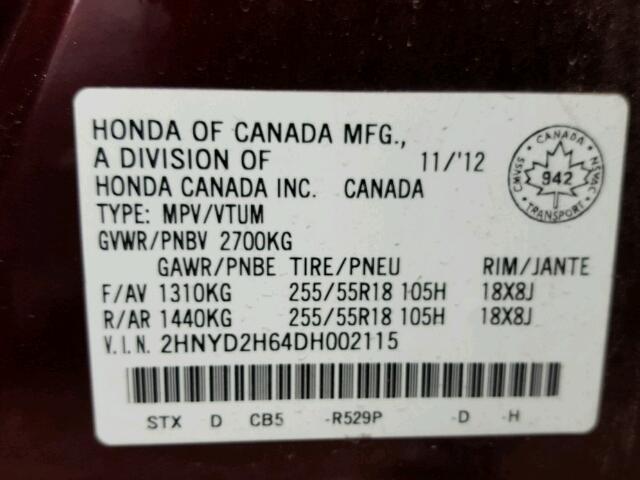 HONDA OF CANADA MFG.,
A DIVISION OF 11/'12
HONDA CANADA INC. CANADA
TYPE: MPV/VTUM
GVWR/PNBV 2700KG
GAWR/PNBE TIRE/PNEU RIM/JANTE
F/AV 1310KG 255/55R18 105H 18X8J
R/AR 1440KG 255/55R18 105H 18X8J
V.I.N. 2HNYD2H64DH002115
STX D CB5 -R529P -D -H
CANADA
CMVSS 942 NSVAC
TRANSPORT